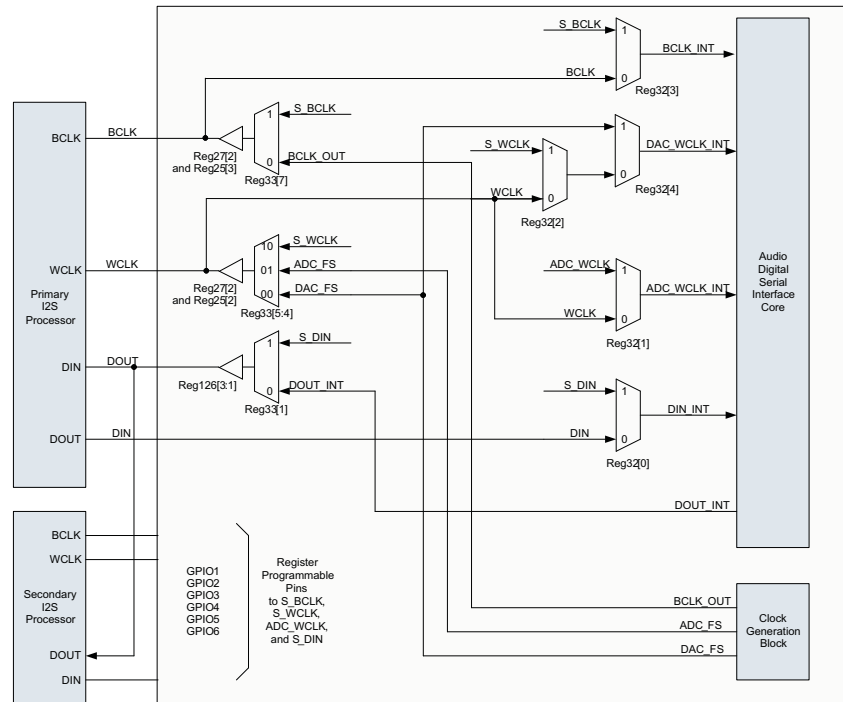 S_BCLK
1
BCLK_INT
BCLK
0
Reg32[3]
S_BCLK
1
BCLK
BCLK
Reg27[2]
and Reg25[3]
BCLK_OUT
0
Reg33[7]
S_WCLK
1
1
DAC_WCLK_INT
0
Reg32[4]
WCLK
0
Reg32[2]
S_WCLK
10
WCLK
WCLK
ADC_FS
01
Reg27[2]
and Reg25[2]
DAC_FS
00
Reg33[5:4]
ADC_WCLK
1
ADC_WCLK_INT
WCLK
0
Reg32[1]
Audio
Digital
Serial
Interface
Core
Primary
I2S
Processor
S_DIN
1
DIN
DOUT
Reg126[3:1]
DOUT_INT
0
Reg33[1]
S_DIN
1
DIN_INT
DOUT
DIN
DIN
0
Reg32[0]
DOUT_INT
BCLK
WCLK
Secondary
I2S
Processor
DOUT
DIN
GPIO1
GPIO2
GPIO3
GPIO4
GPIO5
GPIO6
Register
Programmable
Pins
to S_BCLK,
S_WCLK,
ADC_WCLK,
and S_DIN
BCLK_OUT
ADC_FS
DAC_FS
Clock
Generation
Block